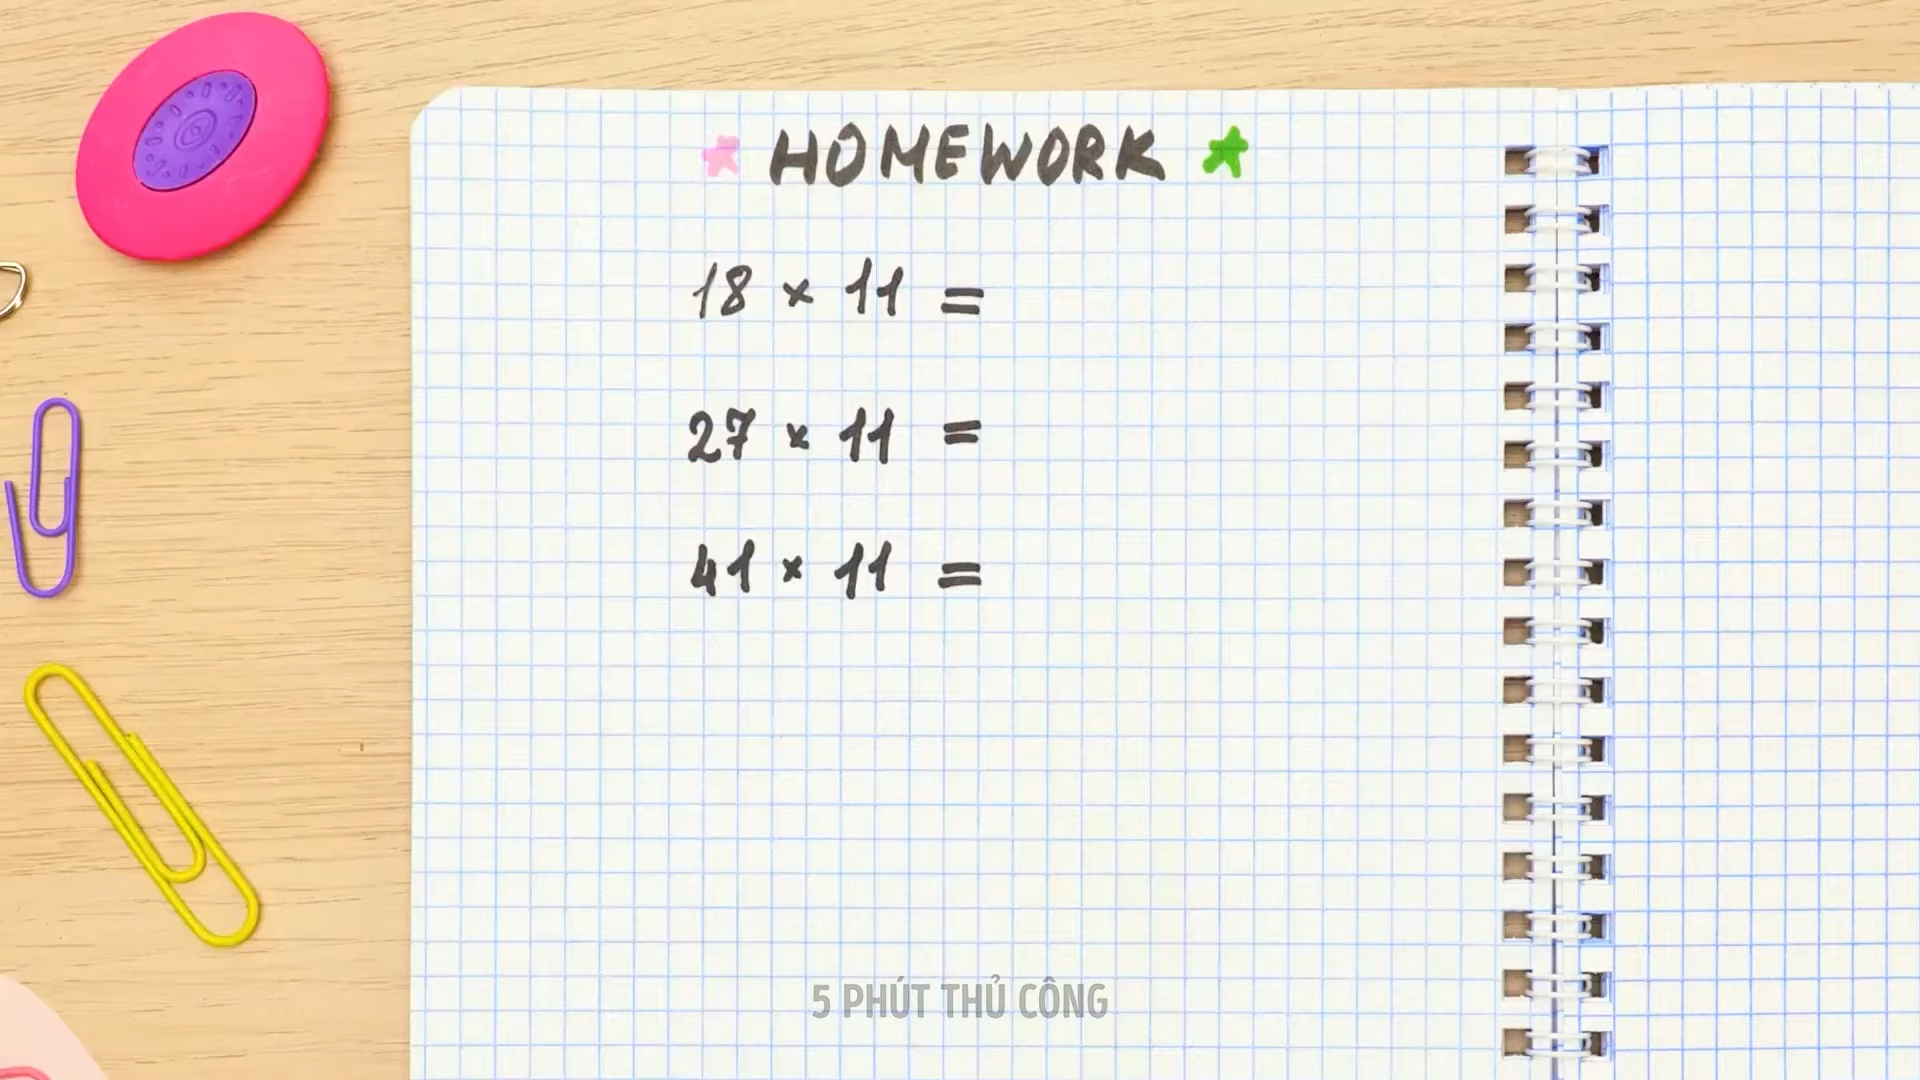 HOMEWORK
18 × 11 =
27 × 11 =
41 × 11 =
5 PHÚT THỦ CÔNG